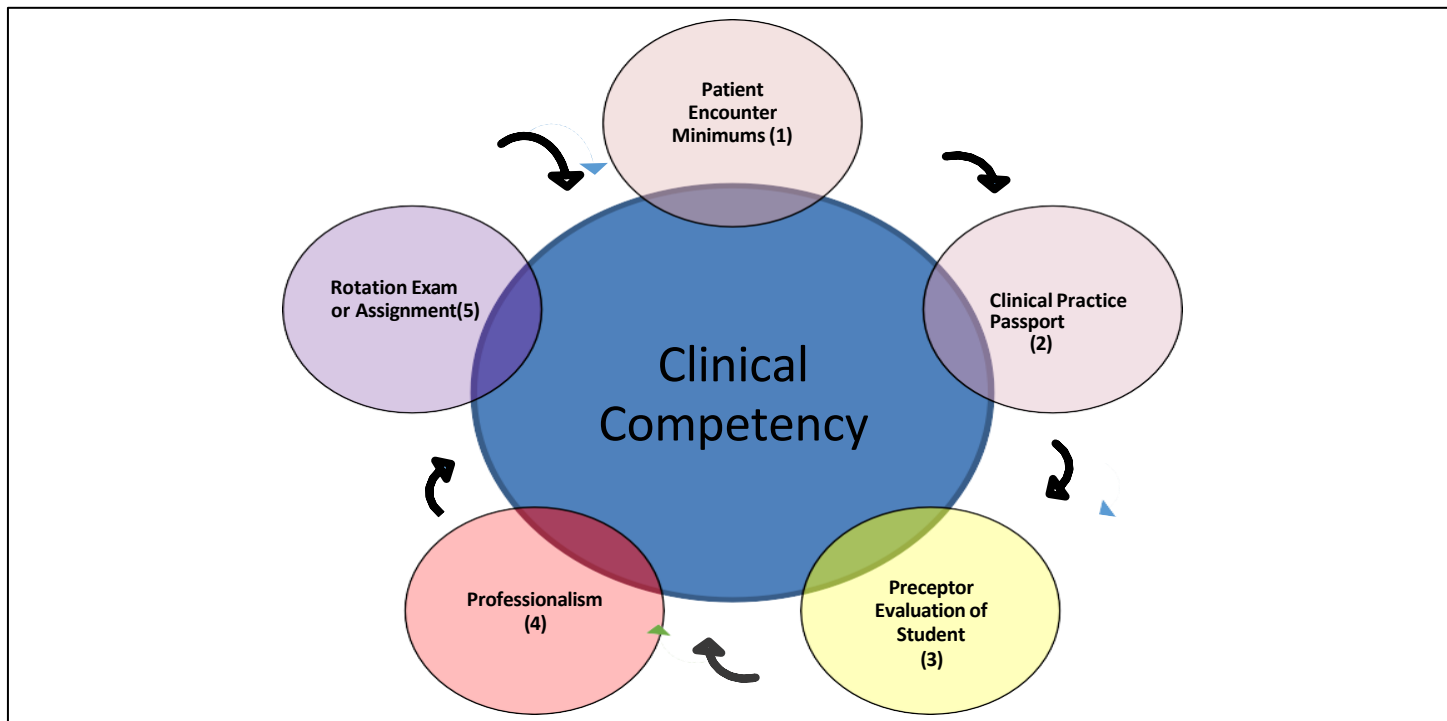 Patient
Encounter
Minimums (1)
Clinical Practice
Passport
(2)
Preceptor
Evaluation of
Student
(3)
Professionalism
(4)
Rotation Exam
or Assignment(5)
Clinical
Competency